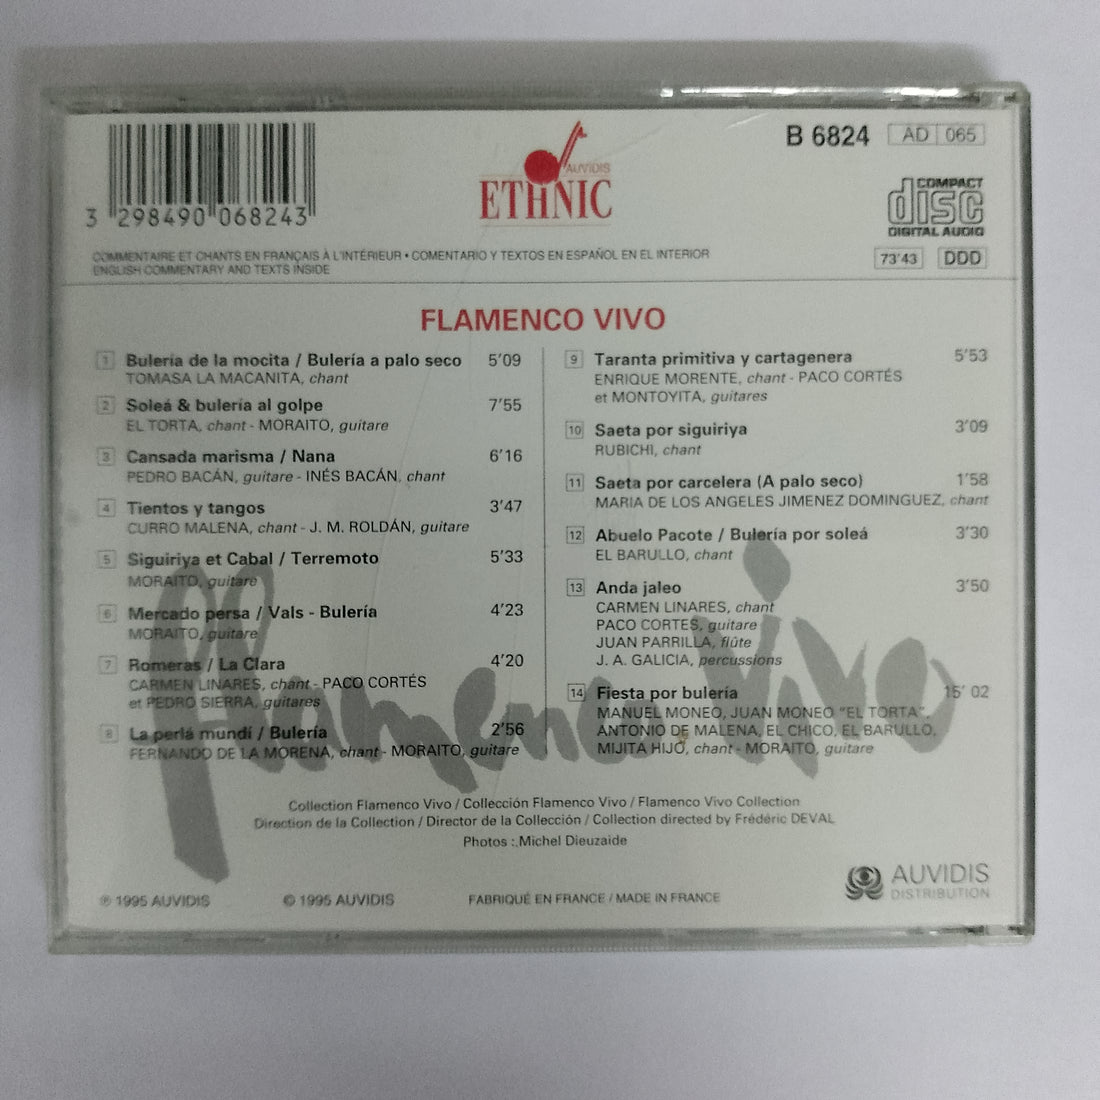 3 298490 068243
AUVIDIS
ETHNIC
B 6824 AD 065
COMPACT
disc
DIGITAL AUDIO
73'43 DDD
COMMENTAIRE ET CHANTS EN FRANÇAIS À L'INTÉRIEUR • COMENTARIO Y TEXTOS EN ESPAÑOL EN EL INTERIOR
ENGLISH COMMENTARY AND TEXTS INSIDE
FLAMENCO VIVO
1 Bulería de la mocita / Bulería a palo seco 5'09
TOMASA LA MACANITA, chant
2 Soleá & bulería al golpe 7'55
EL TORTA, chant - MORAITO, guitare
3 Cansada marisma / Nana 6'16
PEDRO BACÁN, guitare - INÉS BACÁN, chant
4 Tientos y tangos 3'47
CURRO MALENA, chant - J. M. ROLDÁN, guitare
5 Siguiriya et Cabal / Terremoto 5'33
MORAITO, guitare
6 Mercado persa / Vals - Bulería 4'23
MORAITO, guitare
7 Romeras / La Clara 4'20
CARMEN LINARES, chant - PACO CORTÉS
et PEDRO SIERRA, guitares
8 La perlá mundí / Bulería 2'56
FERNANDO DE LA MORENA, chant - MORAITO, guitare
9 Taranta primitiva y cartagenera 5'53
ENRIQUE MORENTE, chant - PACO CORTÉS
et MONTOYITA, guitares
10 Saeta por siguiriya 3'09
RUBICHI, chant
11 Saeta por carcelera (A palo seco) 1'58
MARIA DE LOS ANGELES JIMENEZ DOMINGUEZ, chant
12 Abuelo Pacote / Bulería por soleá 3'30
EL BARULLO, chant
13 Anda jaleo 3'50
CARMEN LINARES, chant
PACO CORTES, guitare
JUAN PARRILLA, flûte
J. A. GALICIA, percussions
14 Fiesta por bulería 15' 02
MANUEL MONEO, JUAN MONEO "EL TORTA",
ANTONIO DE MALENA, EL CHICO, EL BARULLO,
MIJITA HIJO, chant - MORAITO, guitare
flamenco vivo
Collection Flamenco Vivo / Colección Flamenco Vivo / Flamenco Vivo Collection
Direction de la Collection / Director de la Colección / Collection directed by Frédéric DEVAL
Photos : Michel Dieuzaide
AUVIDIS
DISTRIBUTION
℗ 1995 AUVIDIS © 1995 AUVIDIS FABRIQUÉ EN FRANCE / MADE IN FRANCE